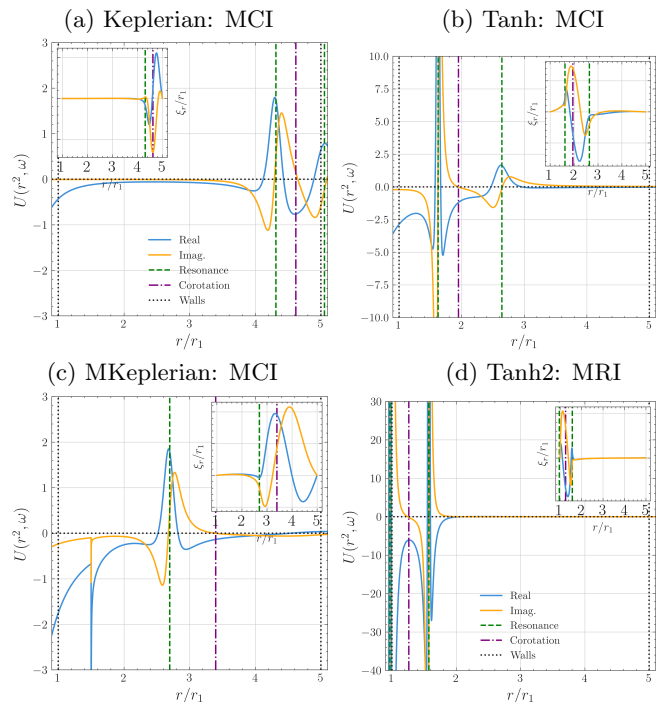 (a) Keplerian: MCI
U(r², ω)
3
2
1
0
−1
−2
−3
1
2
3
4
5
r/r₁
ξᵣ/r₁
1 2 3 4 5
r/r₁
Real
Imag.
Resonance
Corotation
Walls
(b) Tanh: MCI
U(r², ω)
10.0
7.5
5.0
2.5
0.0
−2.5
−5.0
−7.5
−10.0
1
2
3
4
5
r/r₁
ξᵣ/r₁
1 2 3 4 5
r/r₁
(c) MKeplerian: MCI
U(r², ω)
3
2
1
0
−1
−2
−3
1
2
3
4
5
r/r₁
ξᵣ/r₁
1 2 3 4 5
r/r₁
(d) Tanh2: MRI
U(r², ω)
30
20
10
0
−10
−20
−30
−40
1
2
3
4
5
r/r₁
ξᵣ/r₁
1 2 3 4 5
r/r₁
Real
Imag.
Resonance
Corotation
Walls